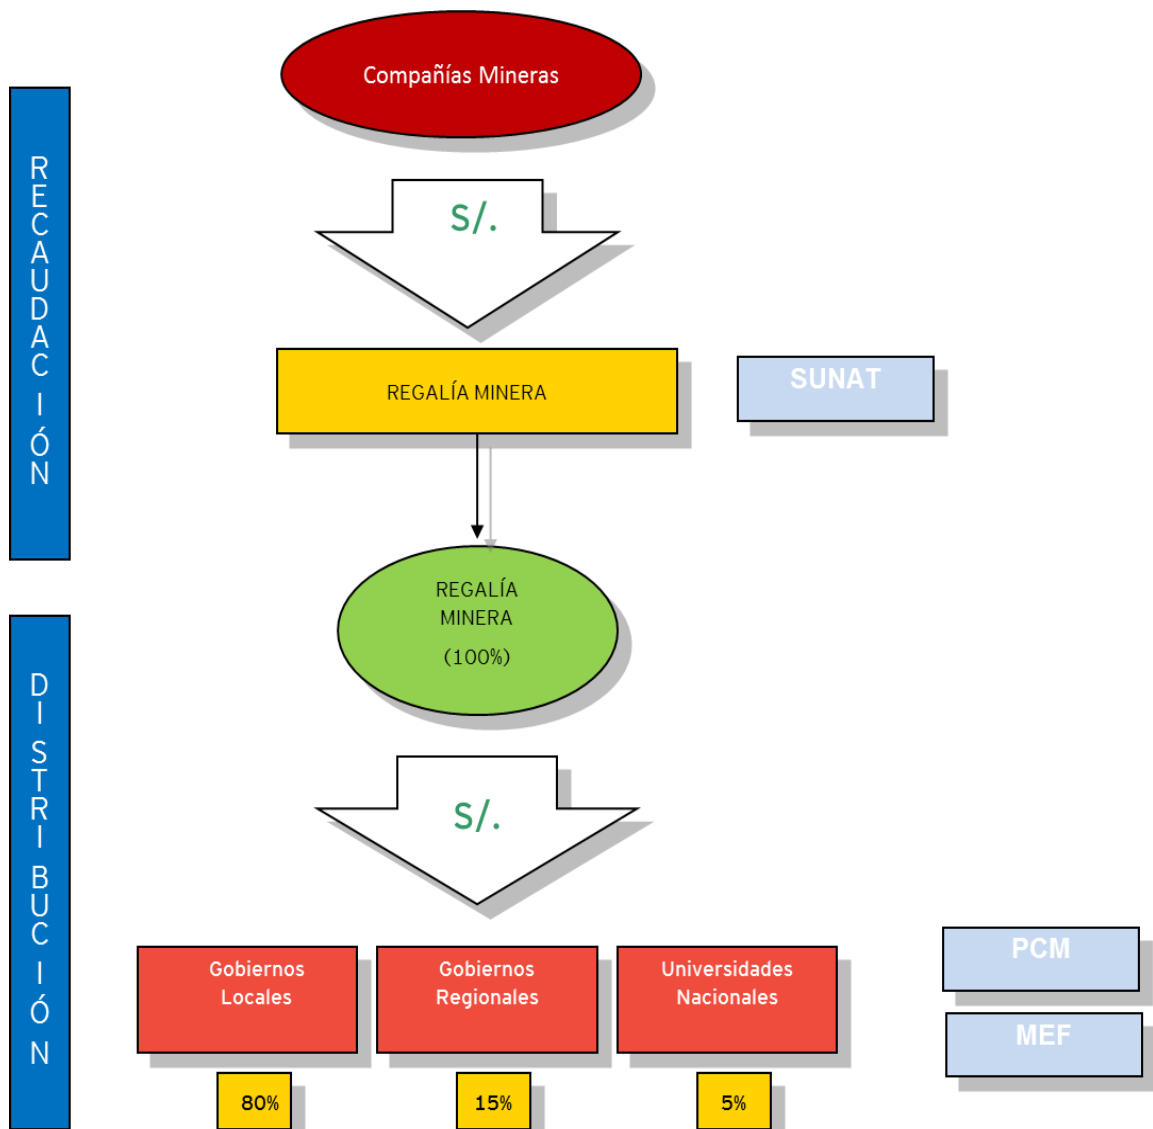 Compañías Mineras
RECAUDACIÓN
S/.
REGALÍA MINERA
SUNAT
REGALÍA
MINERA
(100%)
DISTRIBUCIÓN
S/.
Gobiernos
Locales
Gobiernos
Regionales
Universidades
Nacionales
PCM
MEF
80%
15%
5%